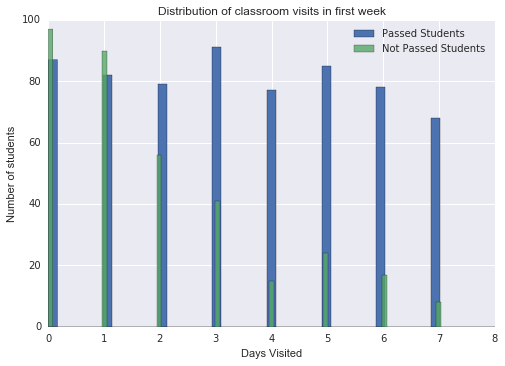 Distribution of classroom visits in first week
Passed Students
Not Passed Students
100
80
60
40
20
0
Number of students
0 1 2 3 4 5 6 7 8
Days Visited